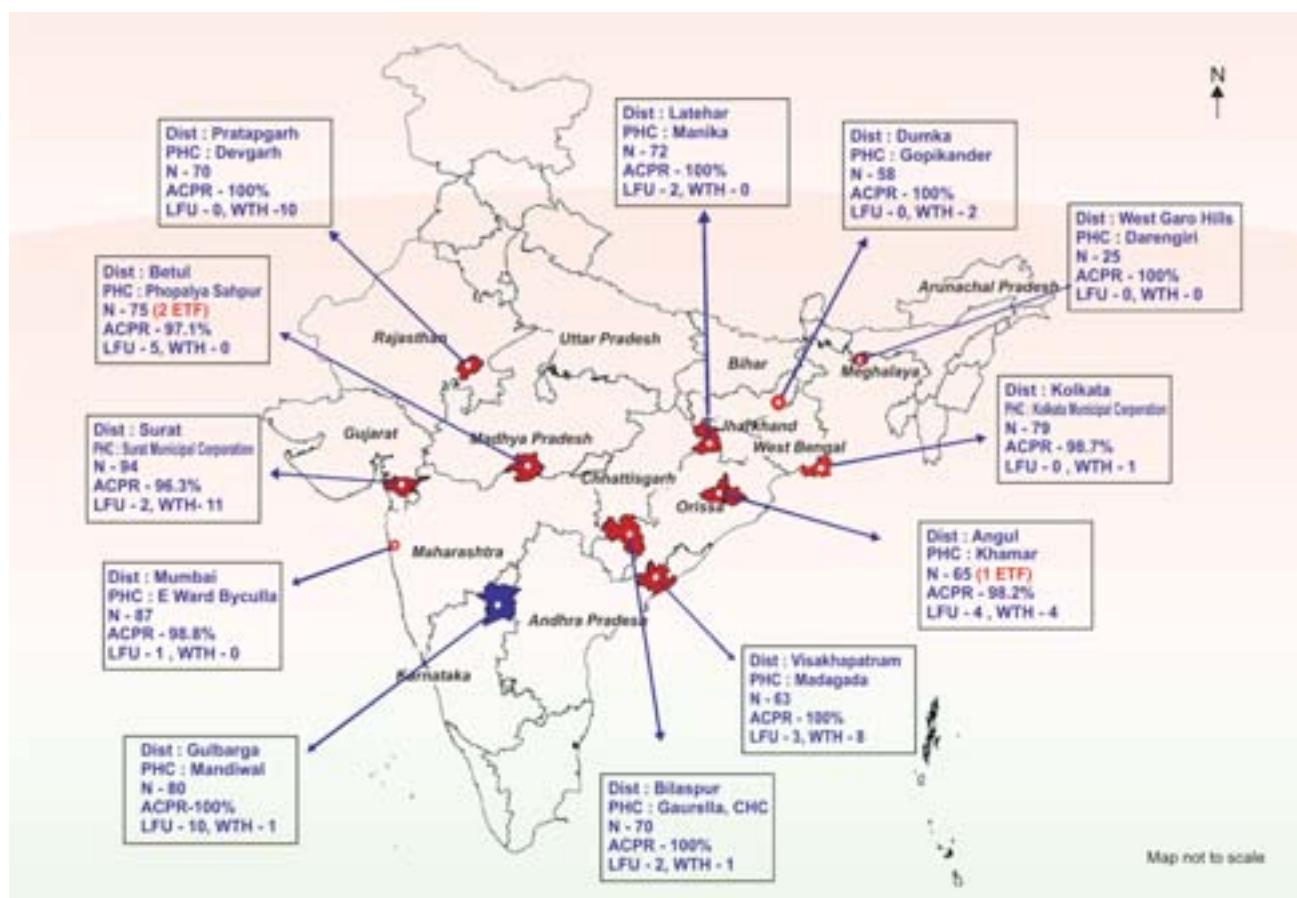 N
Dist : Pratapgarh
PHC : Devgarh
N - 70
ACPR - 100%
LFU - 0, WTH -10
Dist : Latehar
PHC : Manika
N - 72
ACPR - 100%
LFU - 2, WTH - 0
Dist : Dumka
PHC : Gopikander
N - 58
ACPR - 100%
LFU - 0, WTH - 2
Dist : West Garo Hills
PHC : Darengiri
N - 25
ACPR - 100%
LFU - 0, WTH - 0
Dist : Betul
PHC : Phopalya Sahpur
N - 75 (2 ETF)
ACPR - 97.1%
LFU - 5, WTH - 0
Arunachal Pradesh
Rajasthan
Uttar Pradesh
Bihar
Meghalaya
Dist : Kolkata
PHC : Kolkata Municipal Corporation
N - 79
ACPR - 98.7%
LFU - 0 , WTH - 1
Dist : Surat
PHC : Surat Municipal Corporation
N - 94
ACPR - 96.3%
LFU - 2, WTH- 11
Gujarat
Madhya Pradesh
Jharkhand
West Bengal
Chhattisgarh
Orissa
Dist : Angul
PHC : Khamar
N - 65 (1 ETF)
ACPR - 98.2%
LFU - 4 , WTH - 4
Maharashtra
Dist : Mumbai
PHC : E Ward Byculla
N - 87
ACPR - 98.8%
LFU - 1 , WTH - 0
Andhra Pradesh
Karnataka
Dist : Visakhapatnam
PHC : Madagada
N - 63
ACPR - 100%
LFU - 3, WTH - 8
Dist : Gulbarga
PHC : Mandiwal
N - 80
ACPR-100%
LFU - 10, WTH - 1
Dist : Bilaspur
PHC : Gaurella, CHC
N - 70
ACPR - 100%
LFU - 2, WTH - 1
Map not to scale